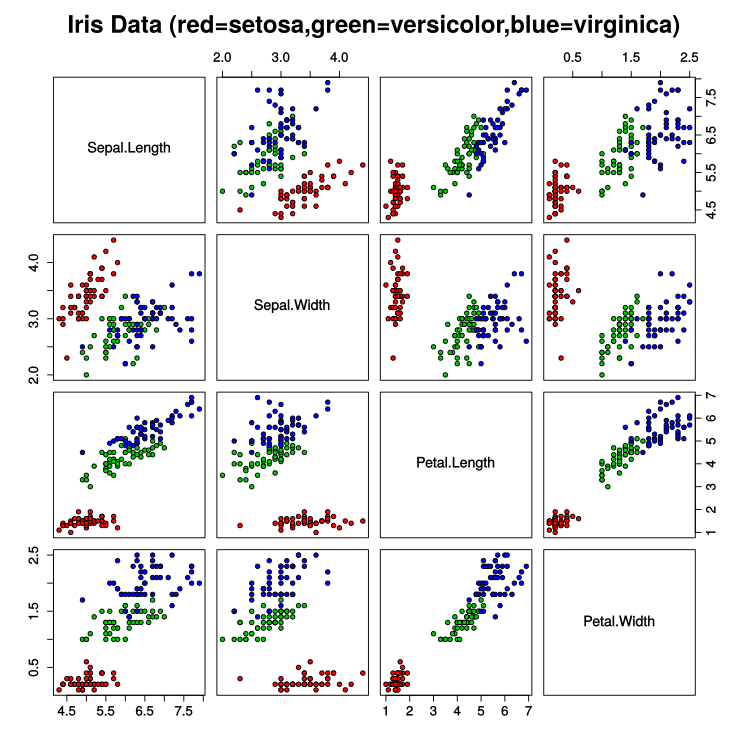 Iris Data (red=setosa,green=versicolor,blue=virginica)
2.0 3.0 4.0 0.5 1.5 2.5
Sepal.Length
4.5 5.5 6.5 7.5
2.0 3.0 4.0
Sepal.Width
Petal.Length
1 2 3 4 5 6 7
0.5 1.5 2.5
Petal.Width
4.5 5.5 6.5 7.5 1 2 3 4 5 6 7